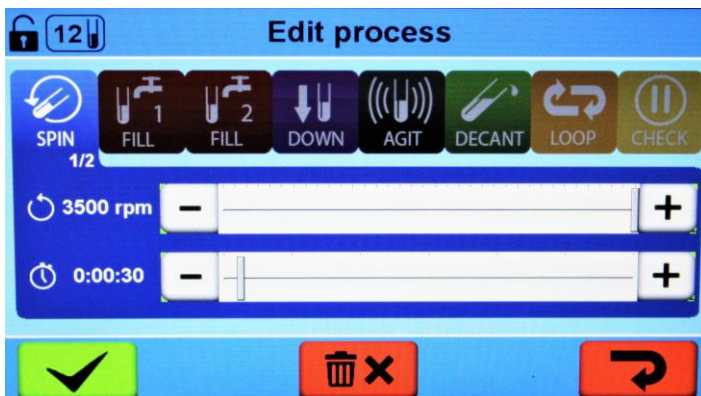 12
Edit process
1
2
SPIN
FILL
FILL
DOWN
AGIT
DECANT
LOOP
CHECK
1/2
3500 rpm
0:00:30